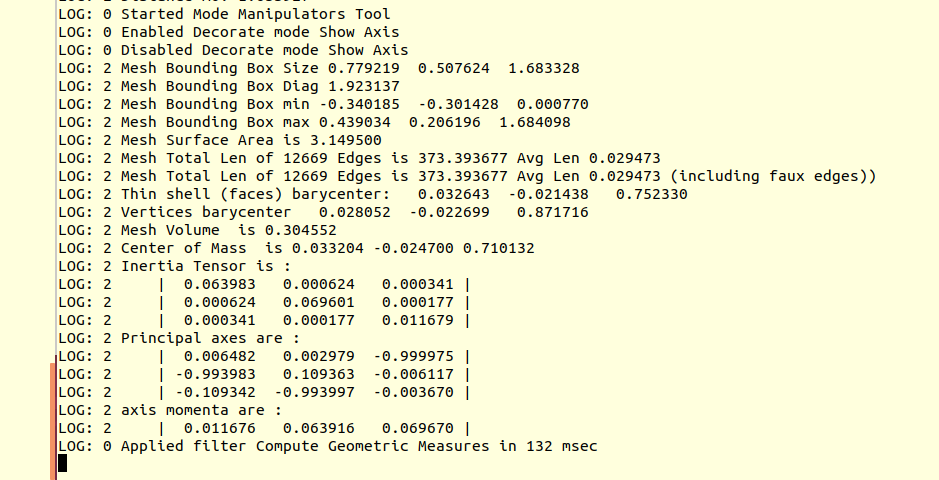 LOG: 0 Started Mode Manipulators Tool
LOG: 0 Enabled Decorate mode Show Axis
LOG: 0 Disabled Decorate mode Show Axis
LOG: 2 Mesh Bounding Box Size 0.779219 0.507624 1.683328
LOG: 2 Mesh Bounding Box Diag 1.923137
LOG: 2 Mesh Bounding Box min -0.340185 -0.301428 0.000770
LOG: 2 Mesh Bounding Box max 0.439034 0.206196 1.684098
LOG: 2 Mesh Surface Area is 3.149500
LOG: 2 Mesh Total Len of 12669 Edges is 373.393677 Avg Len 0.029473
LOG: 2 Mesh Total Len of 12669 Edges is 373.393677 Avg Len 0.029473 (including faux edges))
LOG: 2 Thin shell (faces) barycenter: 0.032643 -0.021438 0.752330
LOG: 2 Vertices barycenter 0.028052 -0.022699 0.871716
LOG: 2 Mesh Volume is 0.304552
LOG: 2 Center of Mass is 0.033204 -0.024700 0.710132
LOG: 2 Inertia Tensor is :
LOG: 2 | 0.063983 0.000624 0.000341 |
LOG: 2 | 0.000624 0.069601 0.000177 |
LOG: 2 | 0.000341 0.000177 0.011679 |
LOG: 2 Principal axes are :
LOG: 2 | 0.006482 0.002979 -0.999975 |
LOG: 2 | -0.993983 0.109363 -0.006117 |
LOG: 2 | -0.109342 -0.993997 -0.003670 |
LOG: 2 axis momenta are :
LOG: 2 | 0.011676 0.063916 0.069670 |
LOG: 0 Applied filter Compute Geometric Measures in 132 msec